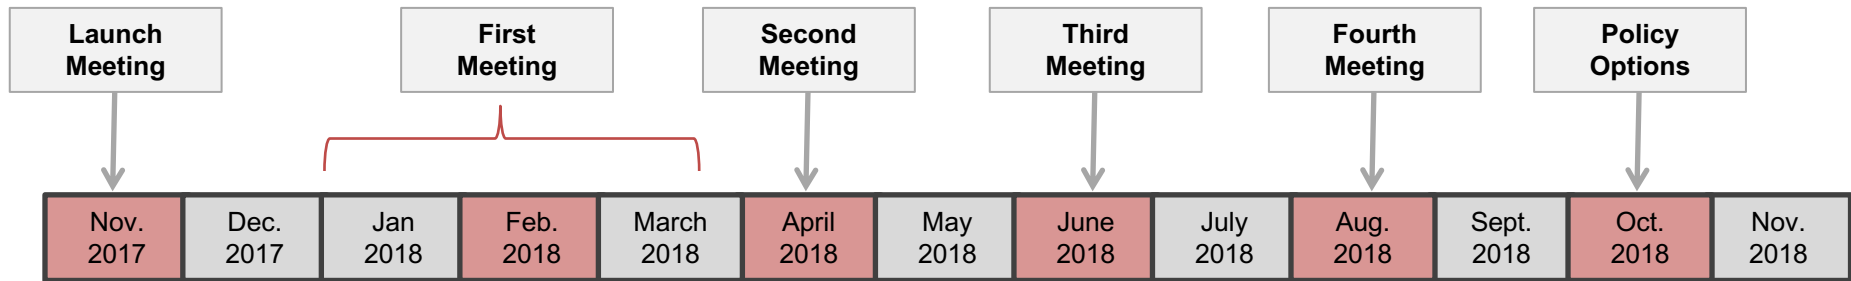 Launch
Meeting
First
Meeting
Second
Meeting
Third
Meeting
Fourth
Meeting
Policy
Options
Nov.
2017
Dec.
2017
Jan
2018
Feb.
2018
March
2018
April
2018
May
2018
June
2018
July
2018
Aug.
2018
Sept.
2018
Oct.
2018
Nov.
2018